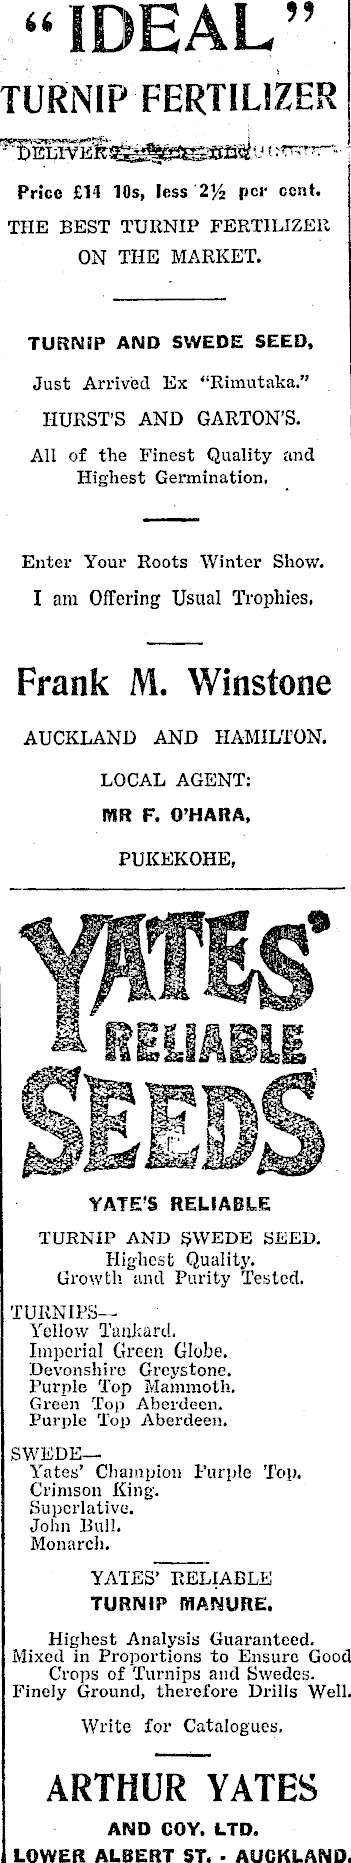 “IDEAL”
TURNIP FERTILIZER
Price £14 10s, less 2½ per cent.
THE BEST TURNIP FERTILIZER
ON THE MARKET.
TURNIP AND SWEDE SEED,
Just Arrived Ex “Rimutaka.”
HURST'S AND GARTON'S.
All of the Finest Quality and
Highest Germination.
Enter Your Roots Winter Show.
I am Offering Usual Trophies.
Frank M. Winstone
AUCKLAND AND HAMILTON.
LOCAL AGENT:
MR F. O'HARA,
PUKEKOHE,
YATES'
RELIABLE
SEEDS
YATE'S RELIABLE
TURNIP AND SWEDE SEED.
Highest Quality.
Growth and Purity Tested.
TURNIPS—
Yellow Tankard.
Imperial Green Globe.
Devonshire Greystone.
Purple Top Mammoth.
Green Top Aberdeen.
Purple Top Aberdeen.
SWEDE—
Yates' Champion Purple Top.
Crimson King.
Superlative.
John Bull.
Monarch.
YATES' RELIABLE
TURNIP MANURE.
Highest Analysis Guaranteed.
Mixed in Proportions to Ensure Good
Crops of Turnips and Swedes.
Finely Ground, therefore Drills Well.
Write for Catalogues.
ARTHUR YATES
AND COY. LTD.
LOWER ALBERT ST. - AUCKLAND.